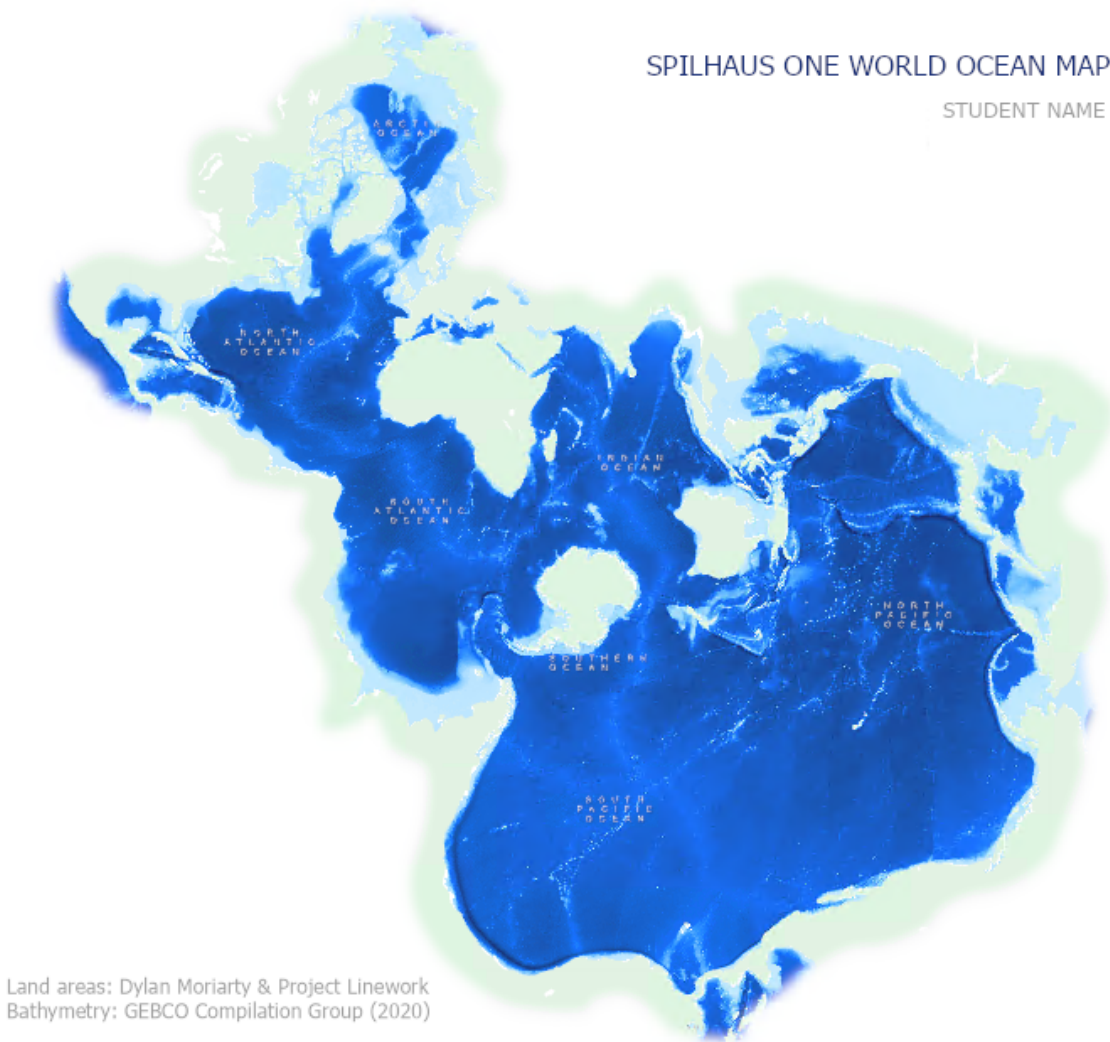 SPILHAUS ONE WORLD OCEAN MAP
STUDENT NAME
ARCTIC
OCEAN
NORTH
ATLANTIC
OCEAN
INDIAN
OCEAN
SOUTH
ATLANTIC
OCEAN
NORTH
PACIFIC
OCEAN
SOUTHERN
OCEAN
SOUTH
PACIFIC
OCEAN
Land areas: Dylan Moriarty & Project Linework
Bathymetry: GEBCO Compilation Group (2020)